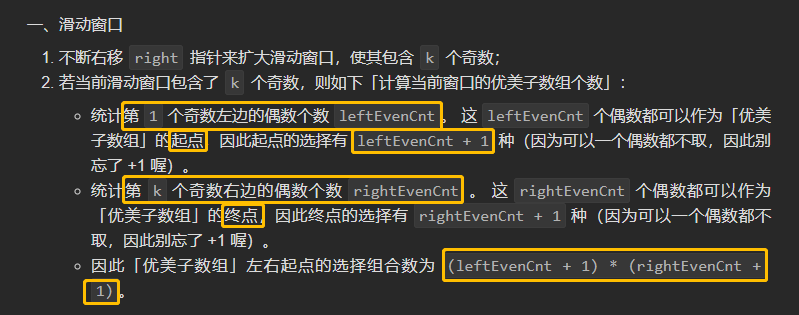 一、滑动窗口
1. 不断右移 right 指针来扩大滑动窗口，使其包含 k 个奇数；
2. 若当前滑动窗口包含了 k 个奇数，则如下「计算当前窗口的优美子数组个数」：
统计第 1 个奇数左边的偶数个数 leftEvenCnt 。 这 leftEvenCnt 个偶数都可以作为「优
美子数组」的起点 因此起点的选择有 leftEvenCnt + 1 种（因为可以一个偶数都不取，因此别
忘了 +1 喔）。
统计第 k 个奇数右边的偶数个数 rightEvenCnt 。 这 rightEvenCnt 个偶数都可以作为
「优美子数组」的终点，因此终点的选择有 rightEvenCnt + 1 种（因为可以一个偶数都不
取，因此别忘了 +1 喔）。
因此「优美子数组」左右起点的选择组合数为 (leftEvenCnt + 1) * (rightEvenCnt +
1)。